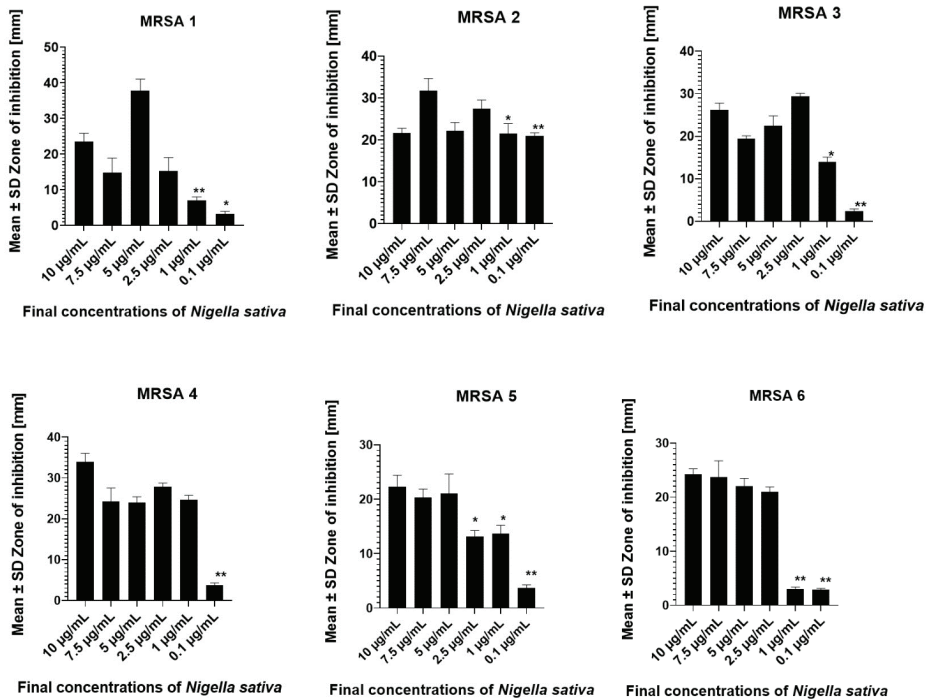 MRSA 1
Mean ± SD Zone of inhibition [mm]
50
40
30
20
10
0
** *
10 µg/mL
7.5 µg/mL
5 µg/mL
2.5 µg/mL
1 µg/mL
0.1 µg/mL
Final concentrations of Nigella sativa
MRSA 2
Mean ± SD Zone of inhibition [mm]
40
30
20
10
0
* **
10 µg/mL
7.5 µg/mL
5 µg/mL
2.5 µg/mL
1 µg/mL
0.1 µg/mL
Final concentrations of Nigella sativa
MRSA 3
Mean ± SD Zone of inhibition [mm]
40
30
20
10
0
* **
10 µg/mL
7.5 µg/mL
5 µg/mL
2.5 µg/mL
1 µg/mL
0.1 µg/mL
Final concentrations of Nigella sativa
MRSA 4
Mean ± SD Zone of inhibition [mm]
40
30
20
10
0
**
10 µg/mL
7.5 µg/mL
5 µg/mL
2.5 µg/mL
1 µg/mL
0.1 µg/mL
Final concentrations of Nigella sativa
MRSA 5
Mean ± SD Zone of inhibition [mm]
30
20
10
0
* * **
10 µg/mL
7.5 µg/mL
5 µg/mL
2.5 µg/mL
1 µg/mL
0.1 µg/mL
Final concentrations of Nigella sativa
MRSA 6
Mean ± SD Zone of inhibition [mm]
30
20
10
0
** **
10 µg/mL
7.5 µg/mL
5 µg/mL
2.5 µg/mL
1 µg/mL
0.1 µg/mL
Final concentrations of Nigella sativa